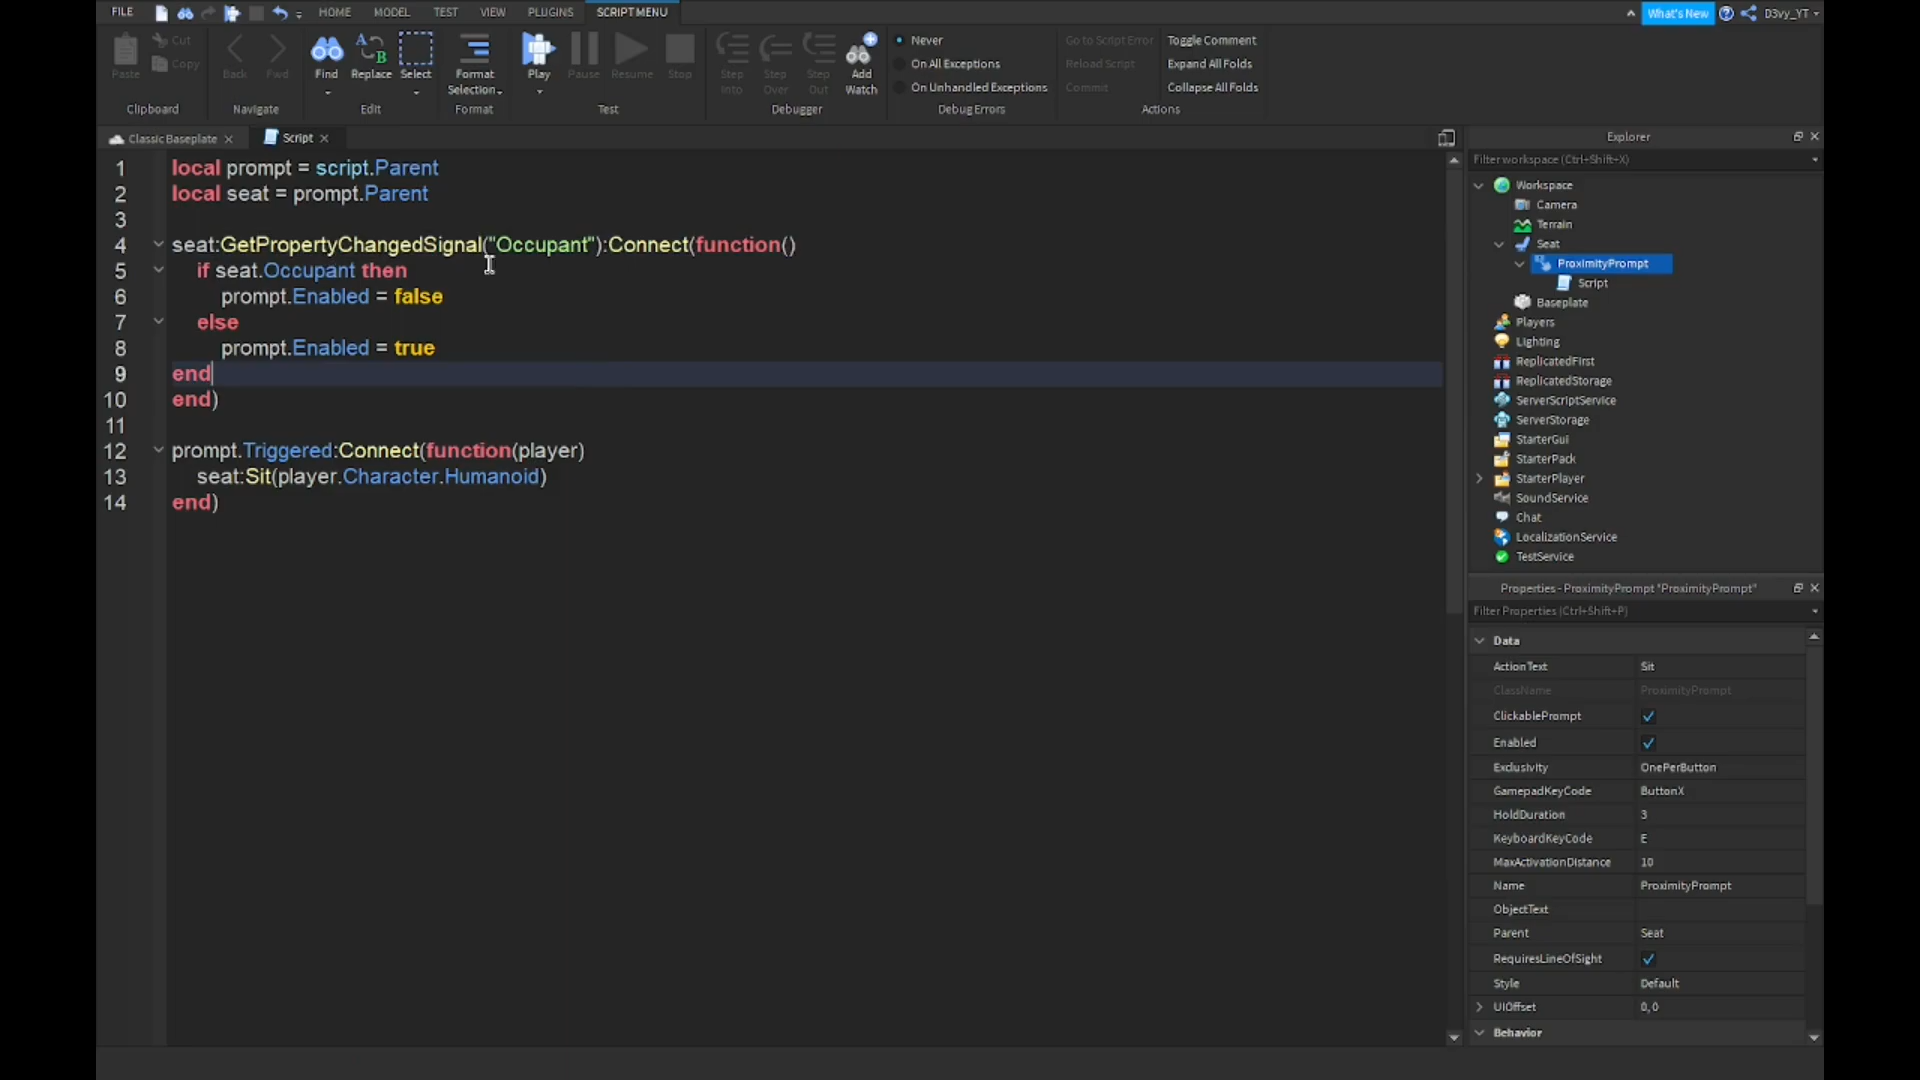 FILE HOME MODEL TEST VIEW PLUGINS SCRIPT MENU What's New D3vy_YT
Paste Cut Copy Back Fwd Find Replace Select Format Selection Play Pause Resume Stop Step Into Step Over Step Out Add Watch
Never
On All Exceptions
On Unhandled Exceptions
Go to Script Error
Reload Script
Commit
Toggle Comment
Expand All Folds
Collapse All Folds
Clipboard Navigate Edit Format Test Debugger Debug Errors Actions
Classic Baseplate Script
1 local prompt = script.Parent
2 local seat = prompt.Parent
3
4 seat:GetPropertyChangedSignal("Occupant"):Connect(function()
5 if seat.Occupant then
6 prompt.Enabled = false
7 else
8 prompt.Enabled = true
9 end
10 end)
11
12 prompt.Triggered:Connect(function(player)
13 seat:Sit(player.Character.Humanoid)
14 end)
Explorer
Filter workspace (Ctrl+Shift+X)
Workspace
Camera
Terrain
Seat
ProximityPrompt
Script
Baseplate
Players
Lighting
ReplicatedFirst
ReplicatedStorage
ServerScriptService
ServerStorage
StarterGui
StarterPack
StarterPlayer
SoundService
Chat
LocalizationService
TestService
Properties - ProximityPrompt "ProximityPrompt"
Filter Properties (Ctrl+Shift+P)
Data
ActionText Sit
ClassName ProximityPrompt
ClickablePrompt
Enabled
Exclusivity OnePerButton
GamepadKeyCode ButtonX
HoldDuration 3
KeyboardKeyCode E
MaxActivationDistance 10
Name ProximityPrompt
ObjectText
Parent Seat
RequiresLineOfSight
Style Default
UIOffset 0,0
Behavior